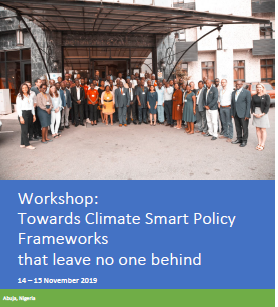 Workshop:
Towards Climate Smart Policy
Frameworks
that leave no one behind
14 – 15 November 2019
Abuja, Nigeria